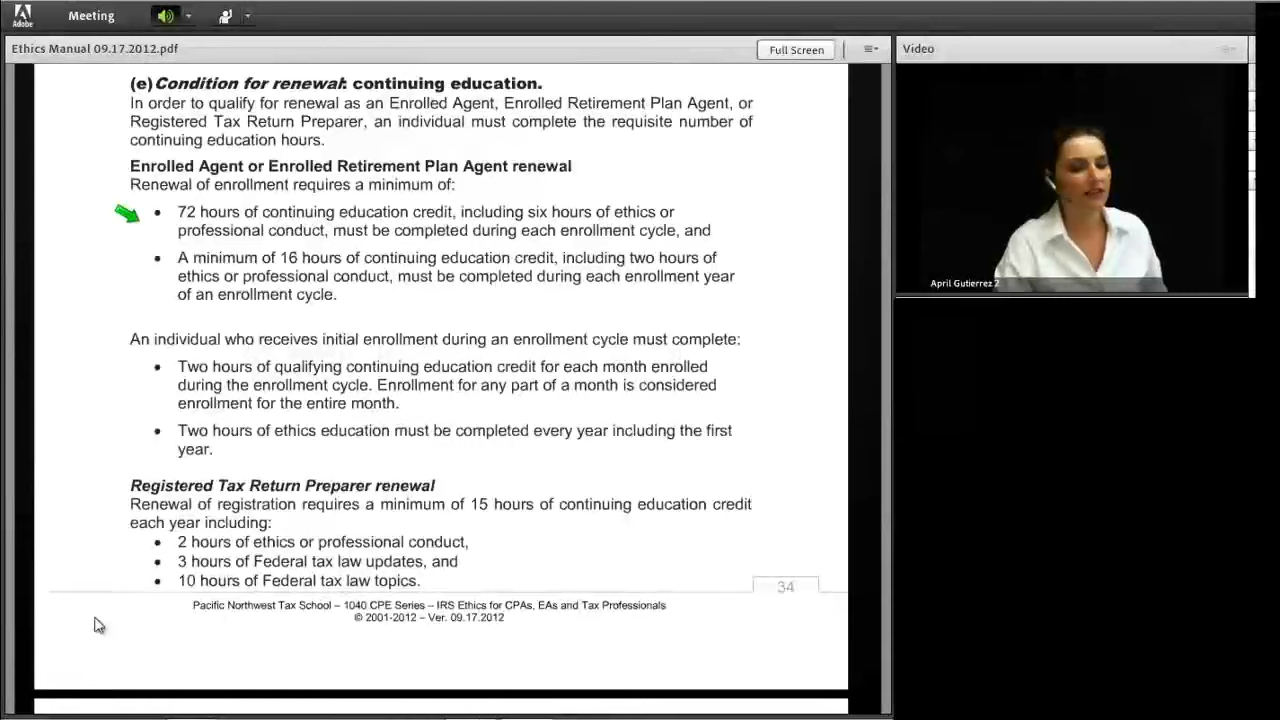 Adobe
Meeting
Ethics Manual 09.17.2012.pdf
Full Screen
Video
(e)Condition for renewal: continuing education.
In order to qualify for renewal as an Enrolled Agent, Enrolled Retirement Plan Agent, or
Registered Tax Return Preparer, an individual must complete the requisite number of
continuing education hours.
Enrolled Agent or Enrolled Retirement Plan Agent renewal
Renewal of enrollment requires a minimum of:
• 72 hours of continuing education credit, including six hours of ethics or
professional conduct, must be completed during each enrollment cycle, and
• A minimum of 16 hours of continuing education credit, including two hours of
ethics or professional conduct, must be completed during each enrollment year
of an enrollment cycle.
An individual who receives initial enrollment during an enrollment cycle must complete:
• Two hours of qualifying continuing education credit for each month enrolled
during the enrollment cycle. Enrollment for any part of a month is considered
enrollment for the entire month.
• Two hours of ethics education must be completed every year including the first
year.
Registered Tax Return Preparer renewal
Renewal of registration requires a minimum of 15 hours of continuing education credit
each year including:
• 2 hours of ethics or professional conduct,
• 3 hours of Federal tax law updates, and
• 10 hours of Federal tax law topics.
34
Pacific Northwest Tax School – 1040 CPE Series – IRS Ethics for CPAs, EAs and Tax Professionals
© 2001-2012 – Ver. 09.17.2012
April Gutierrez 2